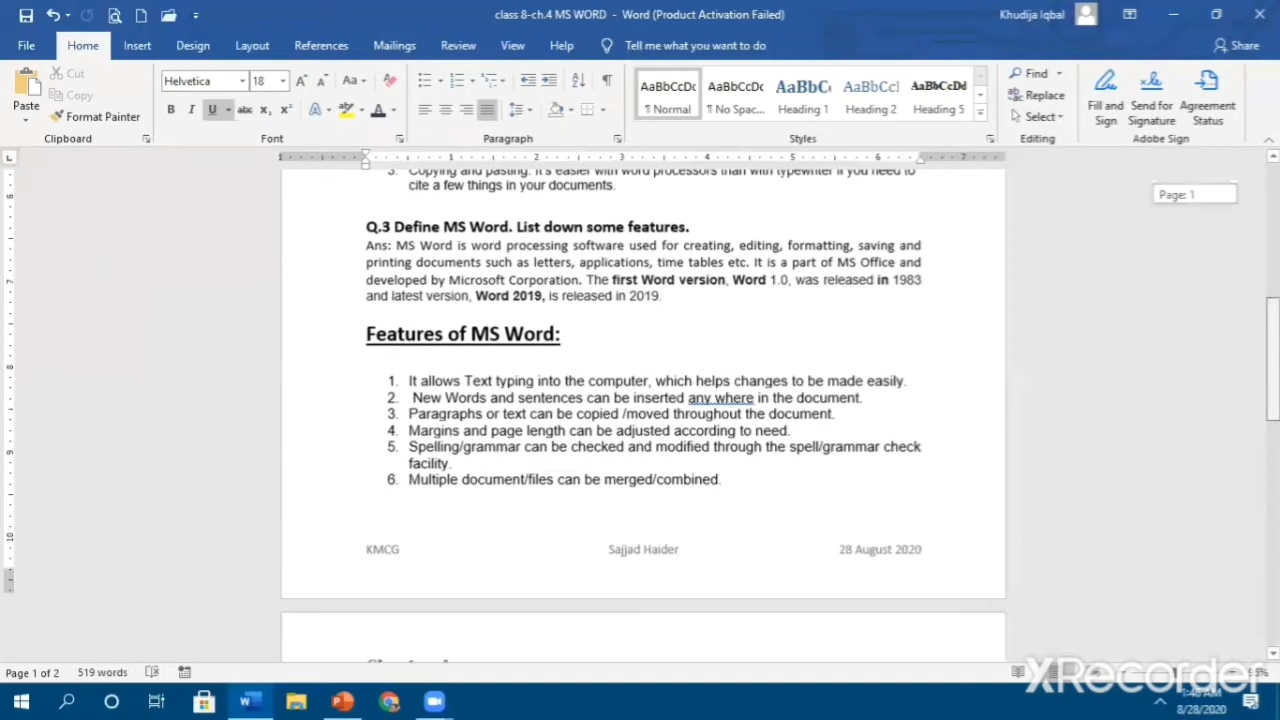 class 8-ch.4 MS WORD - Word (Product Activation Failed)
Khudija Iqbal
File Home Insert Design Layout References Mailings Review View Help Tell me what you want to do
Share
Paste
Cut
Copy
Format Painter
Clipboard
Helvetica 18
Font
Paragraph
AaBbCcDc AaBbCcDc AaBbC AaBbCcl AaBbCcDd
¶ Normal ¶ No Spac... Heading 1 Heading 2 Heading 5
Styles
Find
Replace
Select
Editing
Fill and Sign
Send for Signature
Agreement Status
Adobe Sign
Page: 1
3. Copying and pasting. It's easier with word processors than with typewriter if you need to
cite a few things in your documents.
Q.3 Define MS Word. List down some features.
Ans: MS Word is word processing software used for creating, editing, formatting, saving and
printing documents such as letters, applications, time tables etc. It is a part of MS Office and
developed by Microsoft Corporation. The first Word version, Word 1.0, was released in 1983
and latest version, Word 2019, is released in 2019.
Features of MS Word:
1. It allows Text typing into the computer, which helps changes to be made easily.
2. New Words and sentences can be inserted any where in the document.
3. Paragraphs or text can be copied /moved throughout the document.
4. Margins and page length can be adjusted according to need.
5. Spelling/grammar can be checked and modified through the spell/grammar check
facility.
6. Multiple document/files can be merged/combined.
KMCG Sajjad Haider 28 August 2020
Page 1 of 2 519 words
XRecorder
1:46 AM
8/28/2020